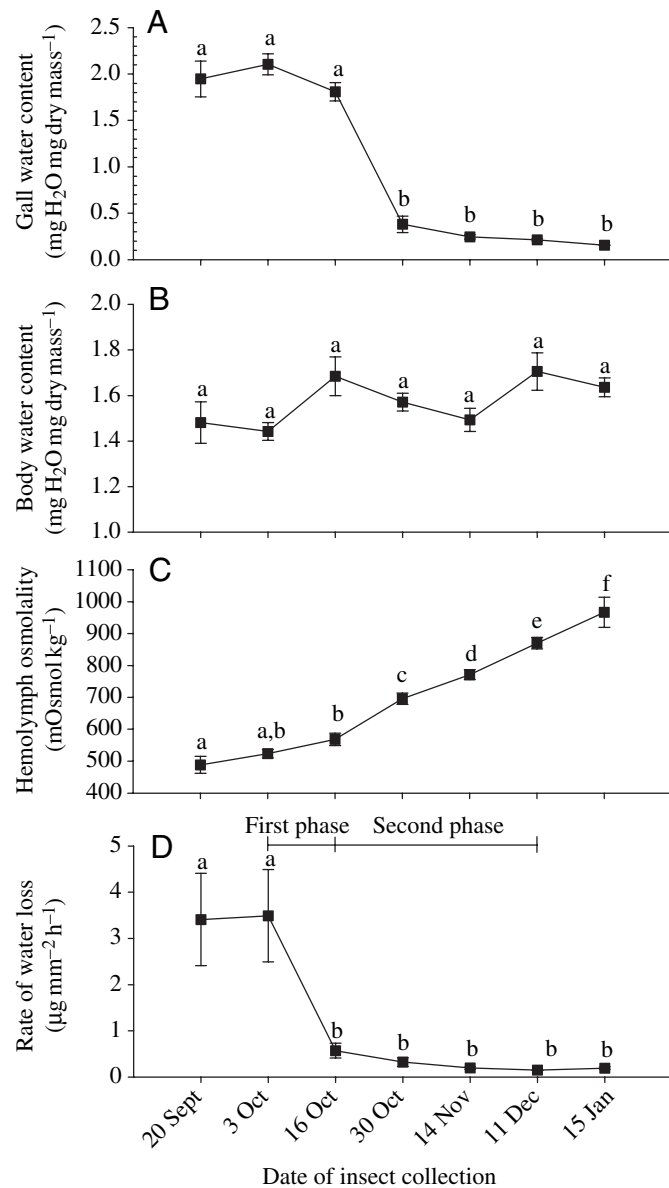 A
Gall water content
(mg H₂O mg dry mass⁻¹)
2.5
2.0
1.5
1.0
0.5
0.0
a
a
a
b
b
b
b
B
Body water content
(mg H₂O mg dry mass⁻¹)
2.0
1.8
1.6
1.4
1.2
1.0
a
a
a
a
a
a
a
C
Hemolymph osmolality
(mOsmol kg⁻¹)
1100
1000
900
800
700
600
500
400
a
a,b
b
c
d
e
f
First phase
Second phase
D
Rate of water loss
(μg mm⁻² h⁻¹)
5
4
3
2
1
0
a
a
b
b
b
b
b
20 Sept
3 Oct
16 Oct
30 Oct
14 Nov
11 Dec
15 Jan
Date of insect collection